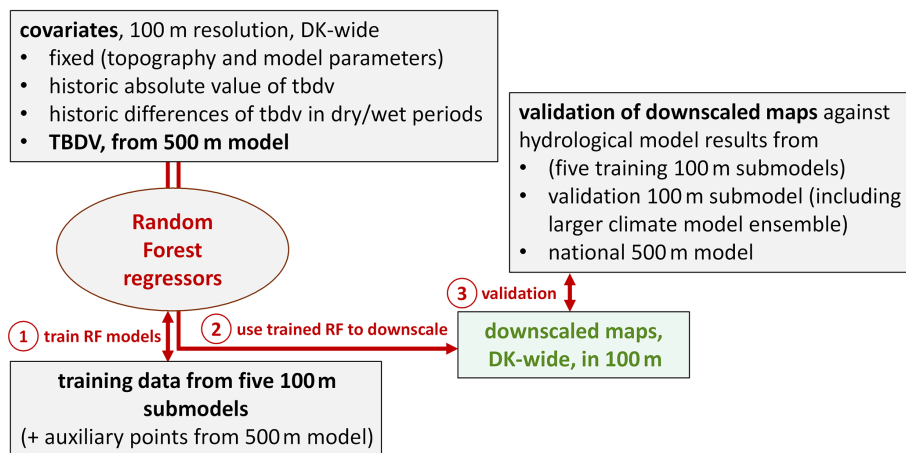 covariates, 100 m resolution, DK-wide
• fixed (topography and model parameters)
• historic absolute value of tbdv
• historic differences of tbdv in dry/wet periods
• TBDV, from 500 m model
validation of downscaled maps against
hydrological model results from
• (five training 100 m submodels)
• validation 100 m submodel (including
larger climate model ensemble)
• national 500 m model
Random
Forest
regressors
3 validation
1 train RF models
2 use trained RF to downscale
downscaled maps,
DK-wide, in 100 m
training data from five 100 m
submodels
(+ auxiliary points from 500 m model)